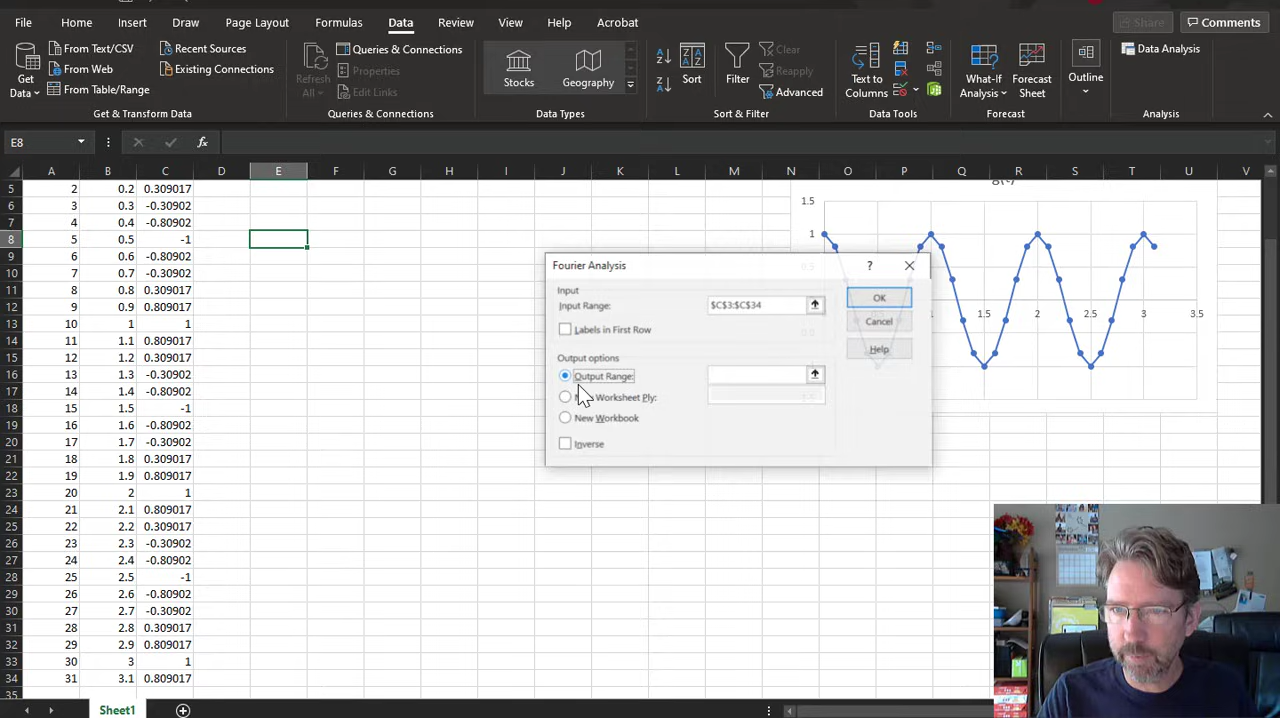 File Home Insert Draw Page Layout Formulas Data Review View Help Acrobat Share Comments
Get Data
From Text/CSV
From Web
From Table/Range
Recent Sources
Existing Connections
Get & Transform Data
Refresh All
Queries & Connections
Properties
Edit Links
Queries & Connections
Stocks
Geography
Data Types
Sort
Filter
Clear
Reapply
Advanced
Sort & Filter
Text to Columns
Data Tools
What-If Analysis
Forecast Sheet
Forecast
Outline
Data Analysis
Analysis
E8
fx
A B C D E F G H I J K L M N O P Q R S T U V
5 2 0.2 0.309017
6 3 0.3 -0.30902
7 4 0.4 -0.80902
8 5 0.5 -1
9 6 0.6 -0.80902
10 7 0.7 -0.30902
11 8 0.8 0.309017
12 9 0.9 0.809017
13 10 1 1
14 11 1.1 0.809017
15 12 1.2 0.309017
16 13 1.3 -0.30902
17 14 1.4 -0.80902
18 15 1.5 -1
19 16 1.6 -0.80902
20 17 1.7 -0.30902
21 18 1.8 0.309017
22 19 1.9 0.809017
23 20 2 1
24 21 2.1 0.809017
25 22 2.2 0.309017
26 23 2.3 -0.30902
27 24 2.4 -0.80902
28 25 2.5 -1
29 26 2.6 -0.80902
30 27 2.7 -0.30902
31 28 2.8 0.309017
32 29 2.9 0.809017
33 30 3 1
34 31 3.1 0.809017
35
1.5
1
1.5 2 2.5 3 3.5
Fourier Analysis ?
Input
Input Range: $C$3:$C$34
Labels in First Row
Output options
Output Range:
Worksheet Ply:
New Workbook
Inverse
OK
Cancel
Help
Sheet1